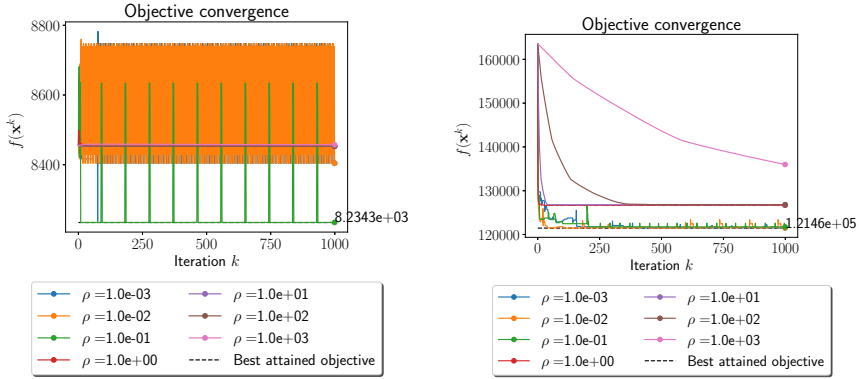 Objective convergence
8800
8600
8400
f(x^k)
8.2343e+03
0 250 500 750 1000
Iteration k
ρ =1.0e-03
ρ =1.0e-02
ρ =1.0e-01
ρ =1.0e+00
ρ =1.0e+01
ρ =1.0e+02
ρ =1.0e+03
Best attained objective
Objective convergence
160000
150000
140000
130000
120000
f(x^k)
1.2146e+05
0 250 500 750 1000
Iteration k
ρ =1.0e-03
ρ =1.0e-02
ρ =1.0e-01
ρ =1.0e+00
ρ =1.0e+01
ρ =1.0e+02
ρ =1.0e+03
Best attained objective